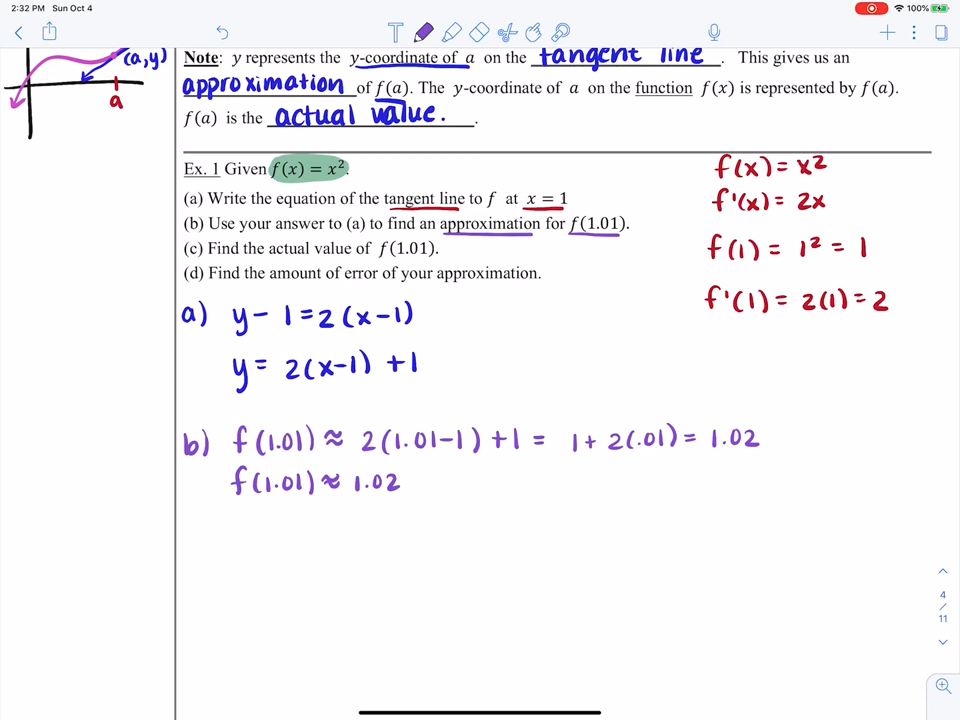 2:32 PM Sun Oct 4
100%
(a,y)
a
Note: y represents the y-coordinate of a on the tangent line. This gives us an
approximation of f(a). The y-coordinate of a on the function f(x) is represented by f(a).
f(a) is the actual value.
Ex. 1 Given f(x) = x².
(a) Write the equation of the tangent line to f at x = 1
(b) Use your answer to (a) to find an approximation for f(1.01).
(c) Find the actual value of f(1.01).
(d) Find the amount of error of your approximation.
f(x) = x²
f'(x) = 2x
f(1) = 1² = 1
f'(1) = 2(1) = 2
a) y - 1 = 2(x-1)
y = 2(x-1) + 1
b) f(1.01) ≈ 2(1.01-1) + 1 = 1 + 2(.01) = 1.02
f(1.01) ≈ 1.02
4
/
11